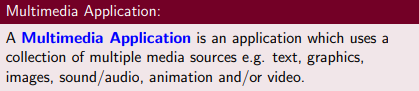 Multimedia Application:
A Multimedia Application is an application which uses a
collection of multiple media sources e.g. text, graphics,
images, sound/audio, animation and/or video.